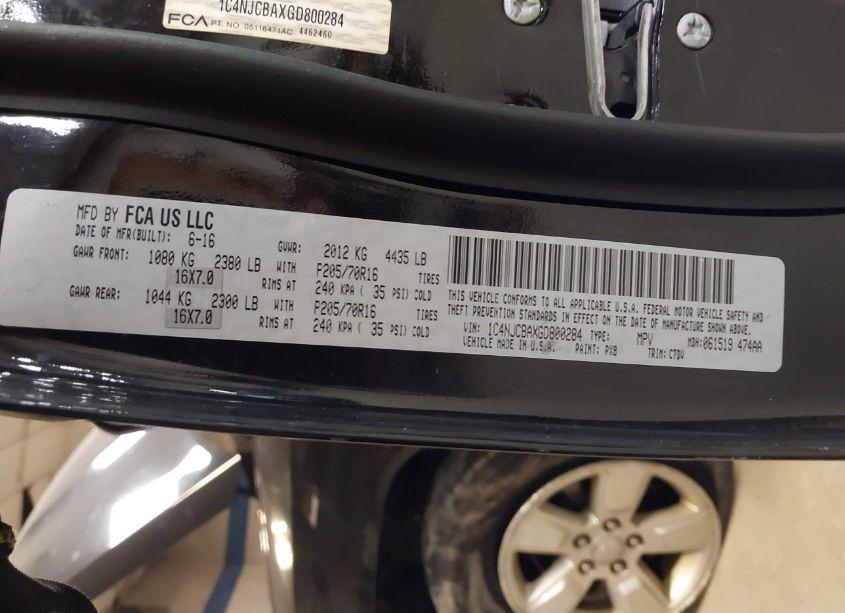 1C4NJCBAXGD800284
FCA PT. NO. 05116471AC 4462460
MFD BY FCA US LLC
DATE OF MFR(BUILT): 6-16 GVWR: 2012 KG 4435 LB
GAWR FRONT: 1080 KG 2380 LB WITH P205/70R16 TIRES
16X7.0 RIMS AT 240 KPA ( 35 PSI) COLD
GAWR REAR: 1044 KG 2300 LB WITH P205/70R16 TIRES
16X7.0 RIMS AT 240 KPA ( 35 PSI) COLD
THIS VEHICLE CONFORMS TO ALL APPLICABLE U.S.A. FEDERAL MOTOR VEHICLE SAFETY AND
THEFT PREVENTION STANDARDS IN EFFECT ON THE DATE OF MANUFACTURE SHOWN ABOVE.
VIN: 1C4NJCBAXGD800284 TYPE: MPV MDH:061519 474AA
VEHICLE MADE IN U.S.A. PAINT: PX8 TRIM: C7DV